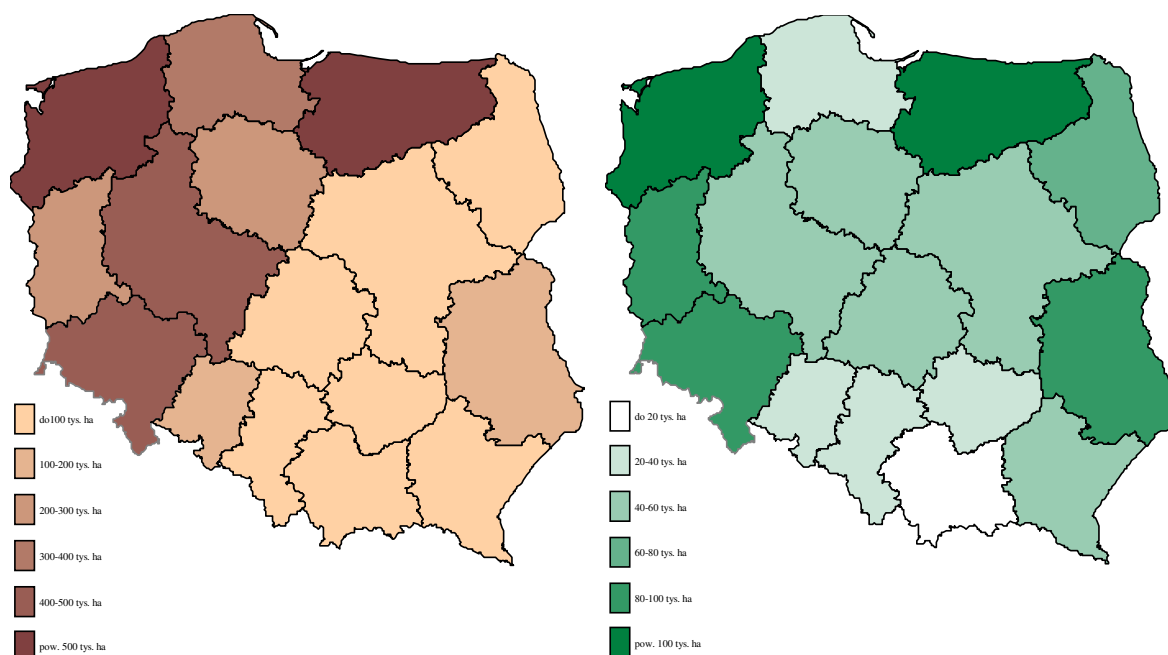 do100 tys. ha
100-200 tys. ha
200-300 tys. ha
300-400 tys. ha
400-500 tys. ha
pow. 500 tys. ha
do 20 tys. ha
20-40 tys. ha
40-60 tys. ha
60-80 tys. ha
80-100 tys. ha
pow. 100 tys. ha